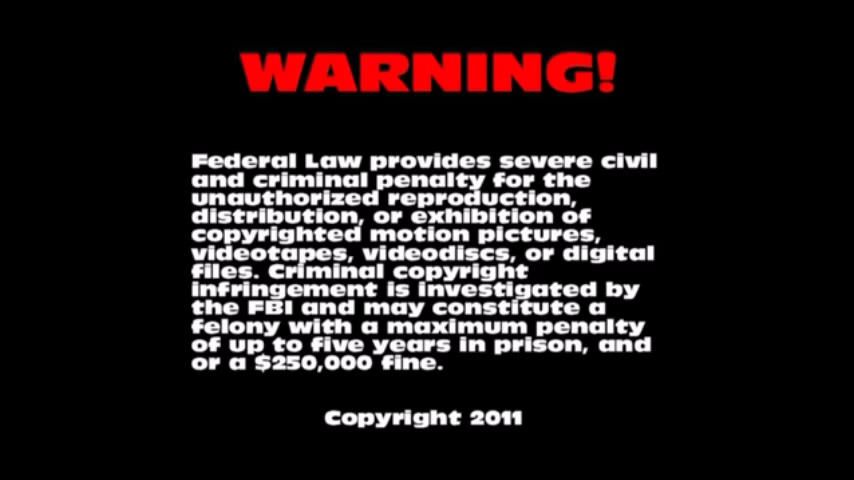 WARNING!
Federal Law provides severe civil
and criminal penalty for the
unauthorized reproduction,
distribution, or exhibition of
copyrighted motion pictures,
videotapes, videodiscs, or digital
files. Criminal copyright
infringement is investigated by
the FBI and may constitute a
felony with a maximum penalty
of up to five years in prison, and
or a $250,000 fine.
Copyright 2011